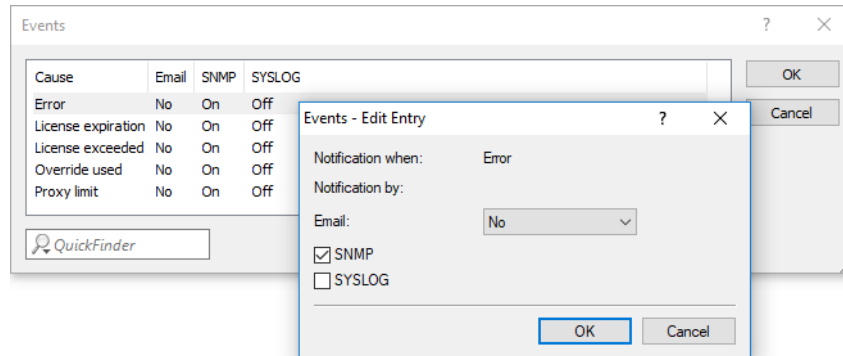 Events
Cause Email SNMP SYSLOG
Error No On Off
License expiration No On Off
License exceeded No On Off
Override used No On Off
Proxy limit No On Off
QuickFinder
OK
Cancel
Events - Edit Entry
Notification when: Error
Notification by:
Email: No
SNMP
SYSLOG
OK Cancel